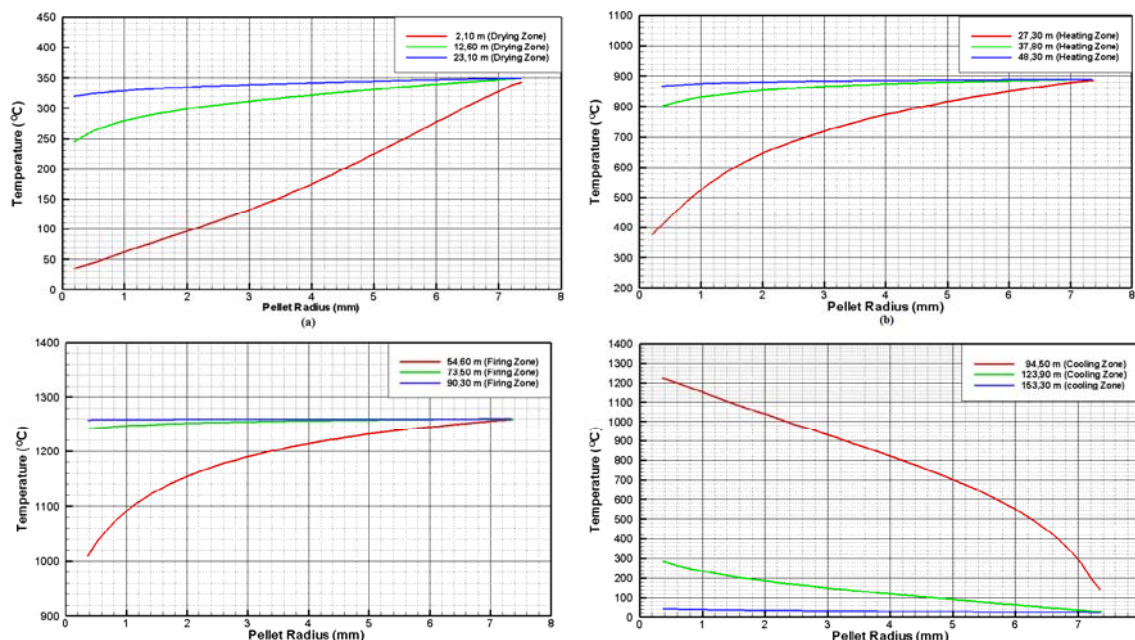 450
400
350
300
250
200
150
100
50
0
Temperature (°C)
2,10 m (Drying Zone)
12,60 m (Drying Zone)
23,10 m (Drying Zone)
0 1 2 3 4 5 6 7 8
Pellet Radius (mm)
(a)
1100
1000
900
800
700
600
500
400
300
200
Temperature (°C)
27,30 m (Heating Zone)
37,80 m (Heating Zone)
48,30 m (Heating Zone)
0 1 2 3 4 5 6 7 8
Pellet Radius (mm)
(b)
1400
1300
1200
1100
1000
900
Temperature (°C)
54,60 m (Firing Zone)
73,50 m (Firing Zone)
90,30 m (Firing Zone)
0 1 2 3 4 5 6 7 8
Pellet Radius (mm)
1400
1300
1200
1100
1000
900
800
700
600
500
400
300
200
100
0
Temperature (°C)
94,50 m (Cooling Zone)
123,90 m (Cooling Zone)
153,30 m (cooling Zone)
0 1 2 3 4 5 6 7 8
Pellet Radius (mm)